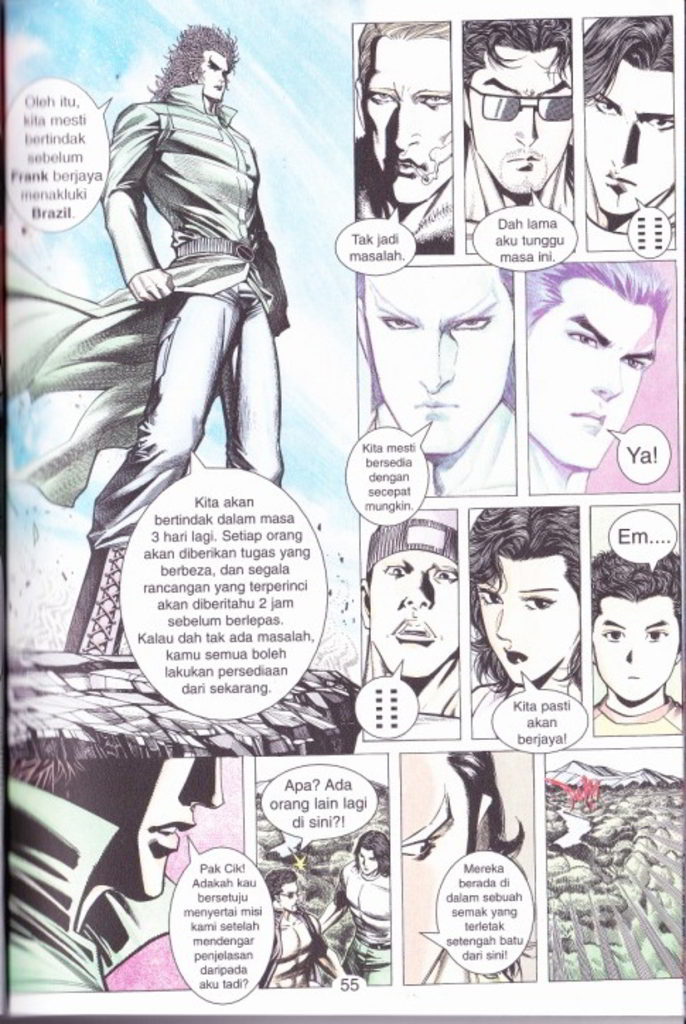 Oleh itu,
kita mesti
bertindak
sebelum
Frank berjaya
menakluki
Brazil.
Kita akan
bertindak dalam masa
3 hari lagi. Setiap orang
akan diberikan tugas yang
berbeza, dan segala
rancangan yang terperinci
akan diberitahu 2 jam
sebelum berlepas.
Kalau dah tak ada masalah,
kamu semua boleh
lakukan persediaan
dari sekarang.
Tak jadi
masalah.
Dah lama
aku tunggu
masa ini.
Kita mesti
bersedia
dengan
secepat
mungkin.
Ya!
Kita pasti
akan
berjaya!
Em....
Pak Cik!
Adakah kau
bersetuju
menyertai misi
kami setelah
mendengar
penjelasan
daripada
aku tadi?
Apa? Ada
orang lain lagi
di sini?!
Mereka
berada di
dalam sebuah
semak yang
terletak
setengah batu
dari sini!
55